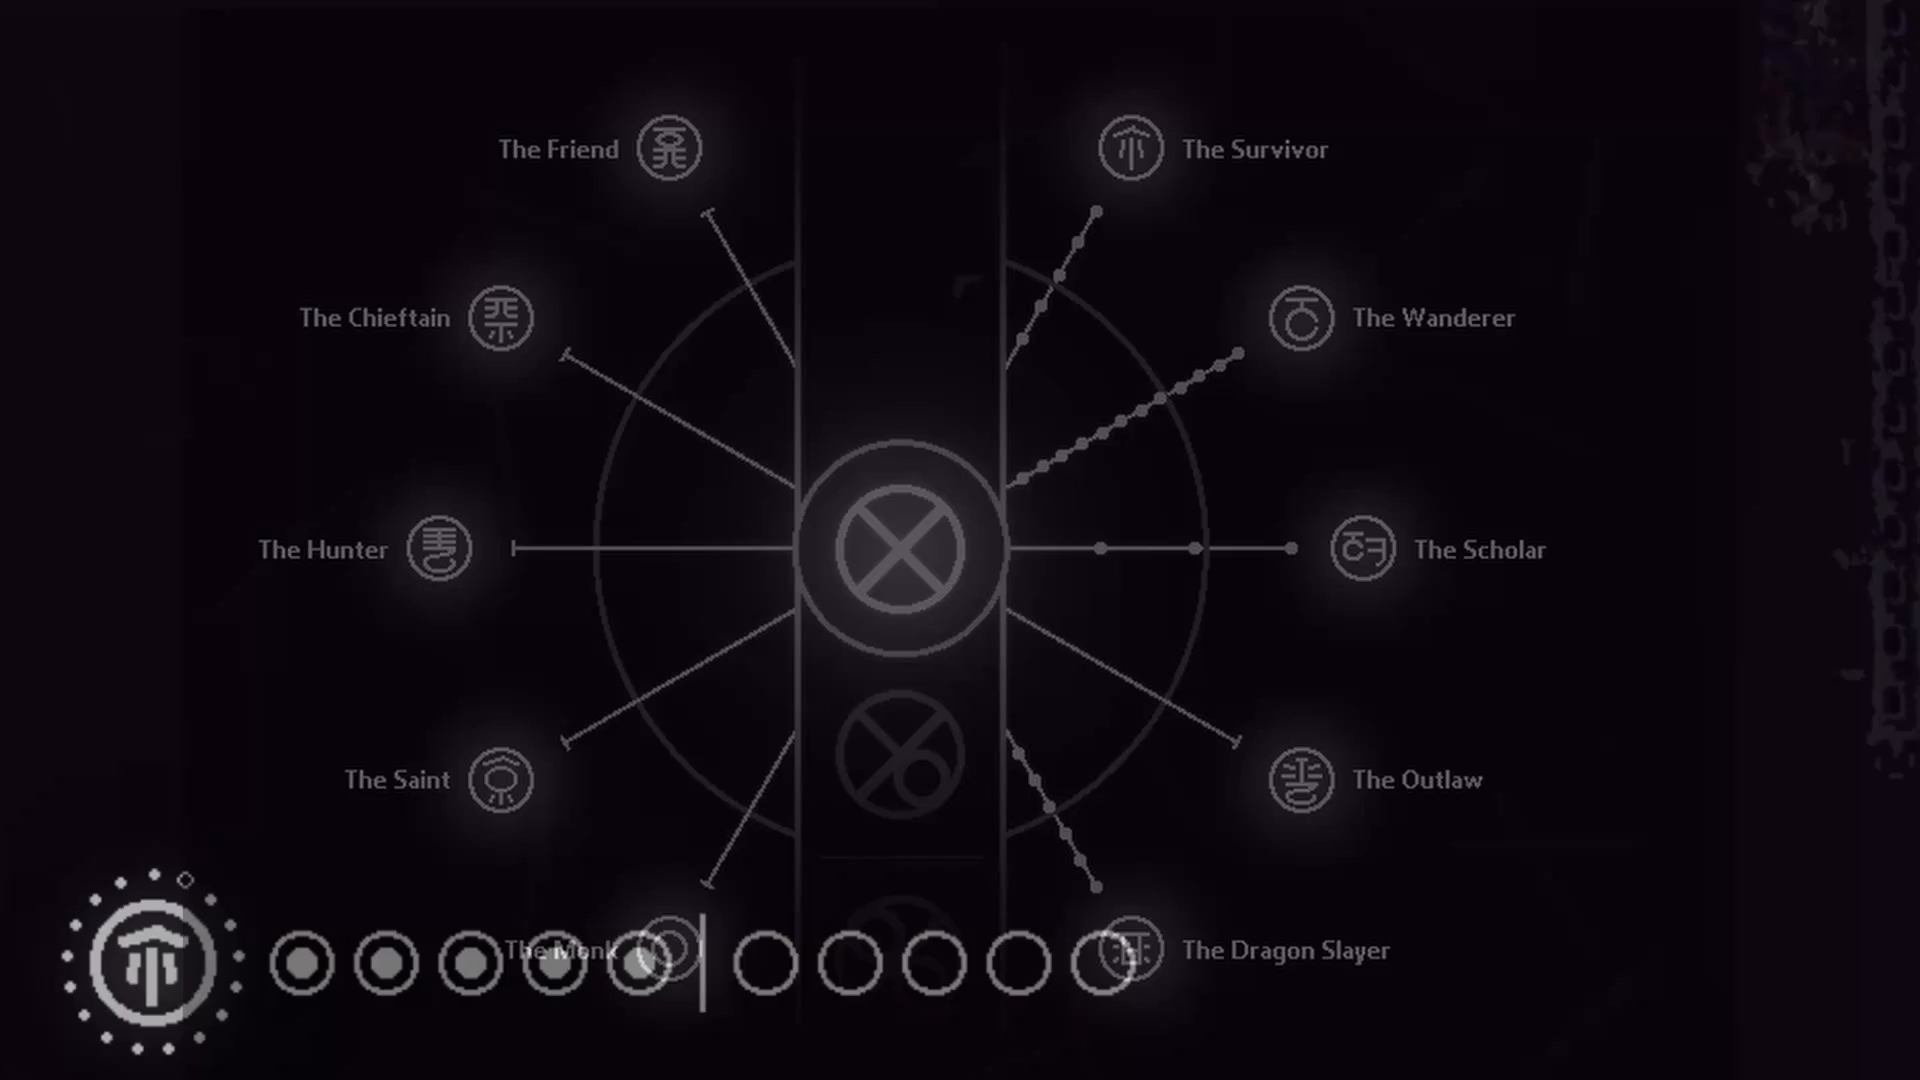 The Friend
The Survivor
The Chieftain
The Wanderer
The Hunter
The Scholar
The Saint
The Outlaw
The Monk
The Dragon Slayer